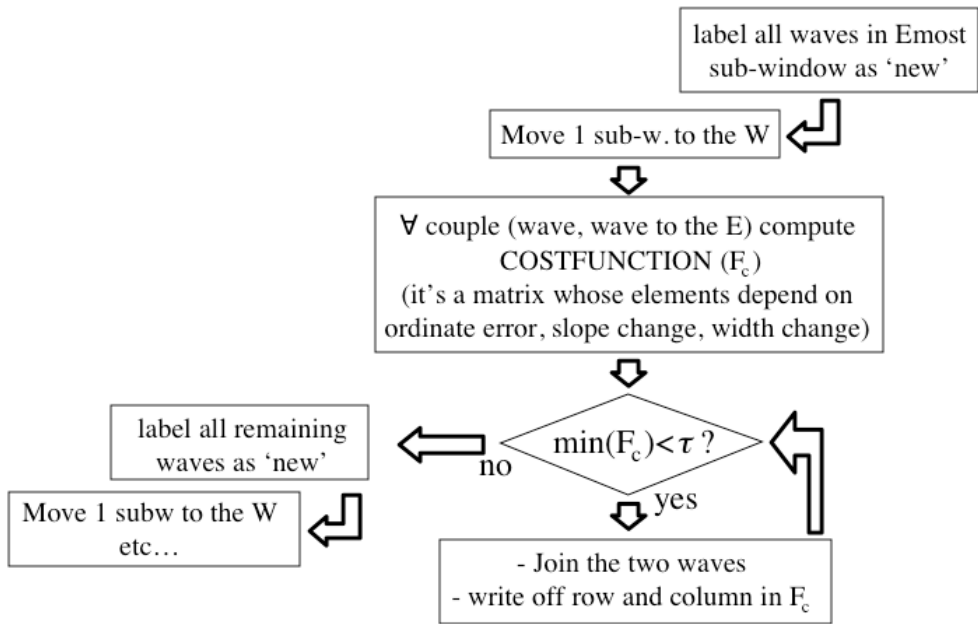 label all waves in Emost
sub-window as ‘new’
Move 1 sub-w. to the W
∀ couple (wave, wave to the E) compute
COSTFUNCTION (Fc)
(it’s a matrix whose elements depend on
ordinate error, slope change, width change)
min(Fc)<τ ?
no
yes
label all remaining
waves as ‘new’
Move 1 subw to the W
etc…
- Join the two waves
- write off row and column in Fc